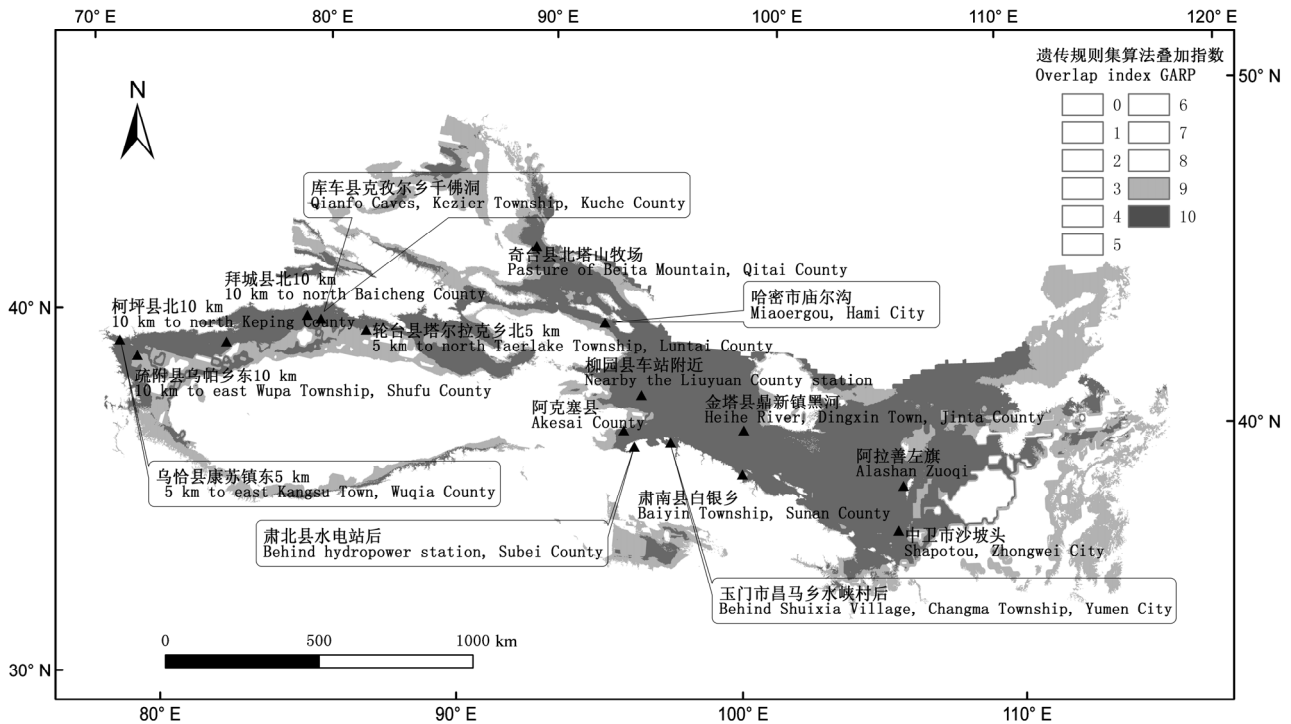 70° E
80° E
90° E
100° E
110° E
120° E
遗传规则集算法叠加指数
Overlap index GARP
0 6
1 7
2 8
3 9
4 10
5
50° N
N
库车县克孜尔乡千佛洞
Qianfo Caves, Kezier Township, Kuche County
奇台县北塔山牧场
Pasture of Beita Mountain, Qitai County
拜城县北10 km
10 km to north Baicheng County
哈密市庙尔沟
Miaoergou, Hami City
40° N
柯坪县北10 km
10 km to north Keping County
轮台县塔尔拉克乡北5 km
5 km to north Taerlake Township, Luntai County
柳园县车站附近
Nearby the Liuyuan County station
疏附县乌帕乡东10 km
10 km to east Wupa Township, Shufu County
阿克塞县
Akesai County
金塔县鼎新镇黑河
Heihe River, Dingxin Town, Jinta County
40° N
阿拉善左旗
Alashan Zuoqi
乌恰县康苏镇东5 km
5 km to east Kangsu Town, Wuqia County
肃南县白银乡
Baiyin Township, Sunan County
肃北县水电站后
Behind hydropower station, Subei County
中卫市沙坡头
Shapotou, Zhongwei City
玉门市昌马乡水峡村后
Behind Shuixia Village, Changma Township, Yumen City
0 500 1000 km
30° N
80° E
90° E
100° E
110° E